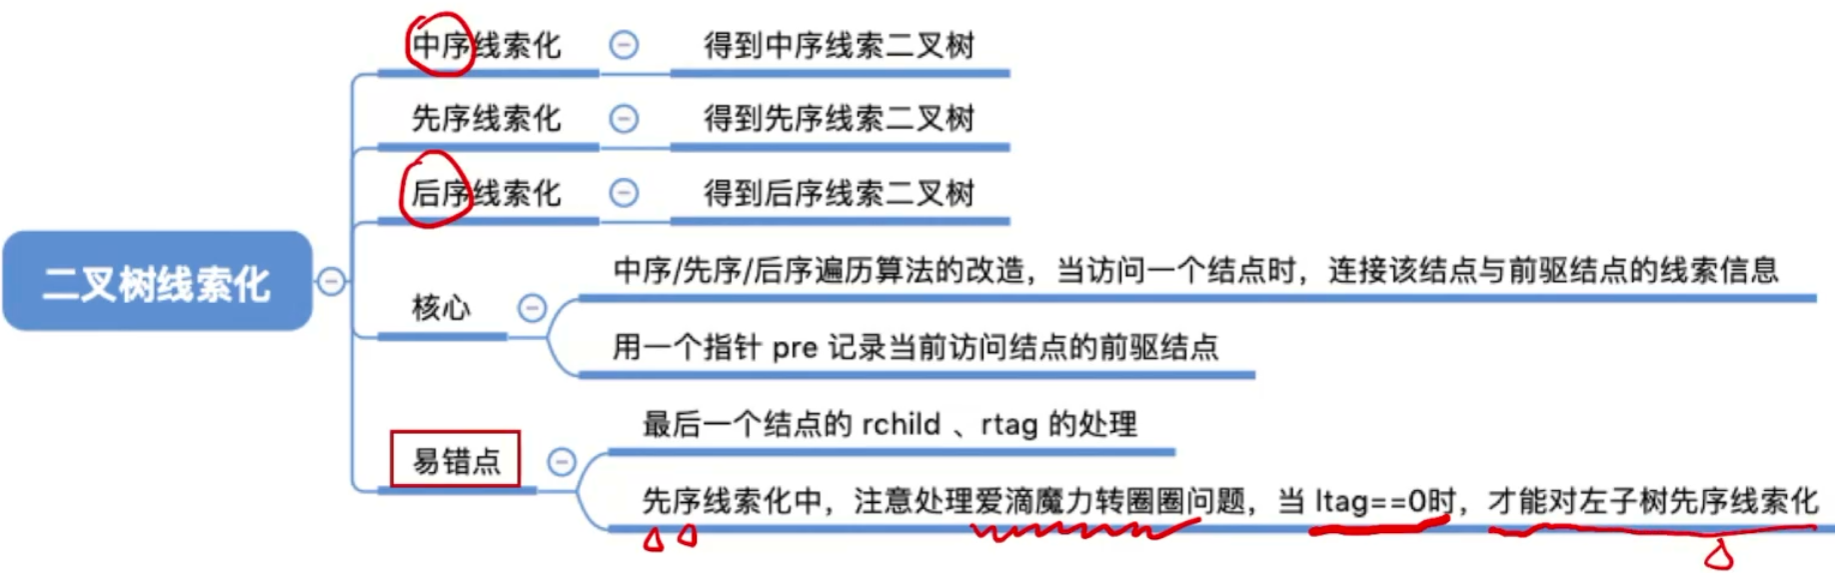 中序线索化
得到中序线索二叉树
先序线索化
得到先序线索二叉树
后序线索化
得到后序线索二叉树
二叉树线索化
核心
中序/先序/后序遍历算法的改造，当访问一个结点时，连接该结点与前驱结点的线索信息
用一个指针 pre 记录当前访问结点的前驱结点
易错点
最后一个结点的 rchild 、rtag 的处理
先序线索化中，注意处理爱滴魔力转圈圈问题，当 ltag==0时，才能对左子树先序线索化